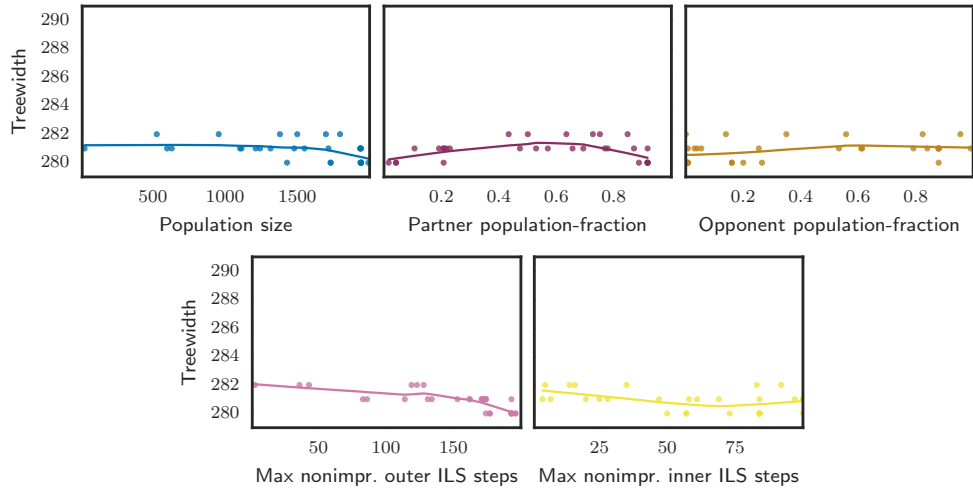 290
288
286
284
282
280
Treewidth
500 1000 1500
0.2 0.4 0.6 0.8
0.2 0.4 0.6 0.8
Population size
Partner population-fraction
Opponent population-fraction
290
288
286
284
282
280
Treewidth
50 100 150
25 50 75
Max nonimpr. outer ILS steps
Max nonimpr. inner ILS steps